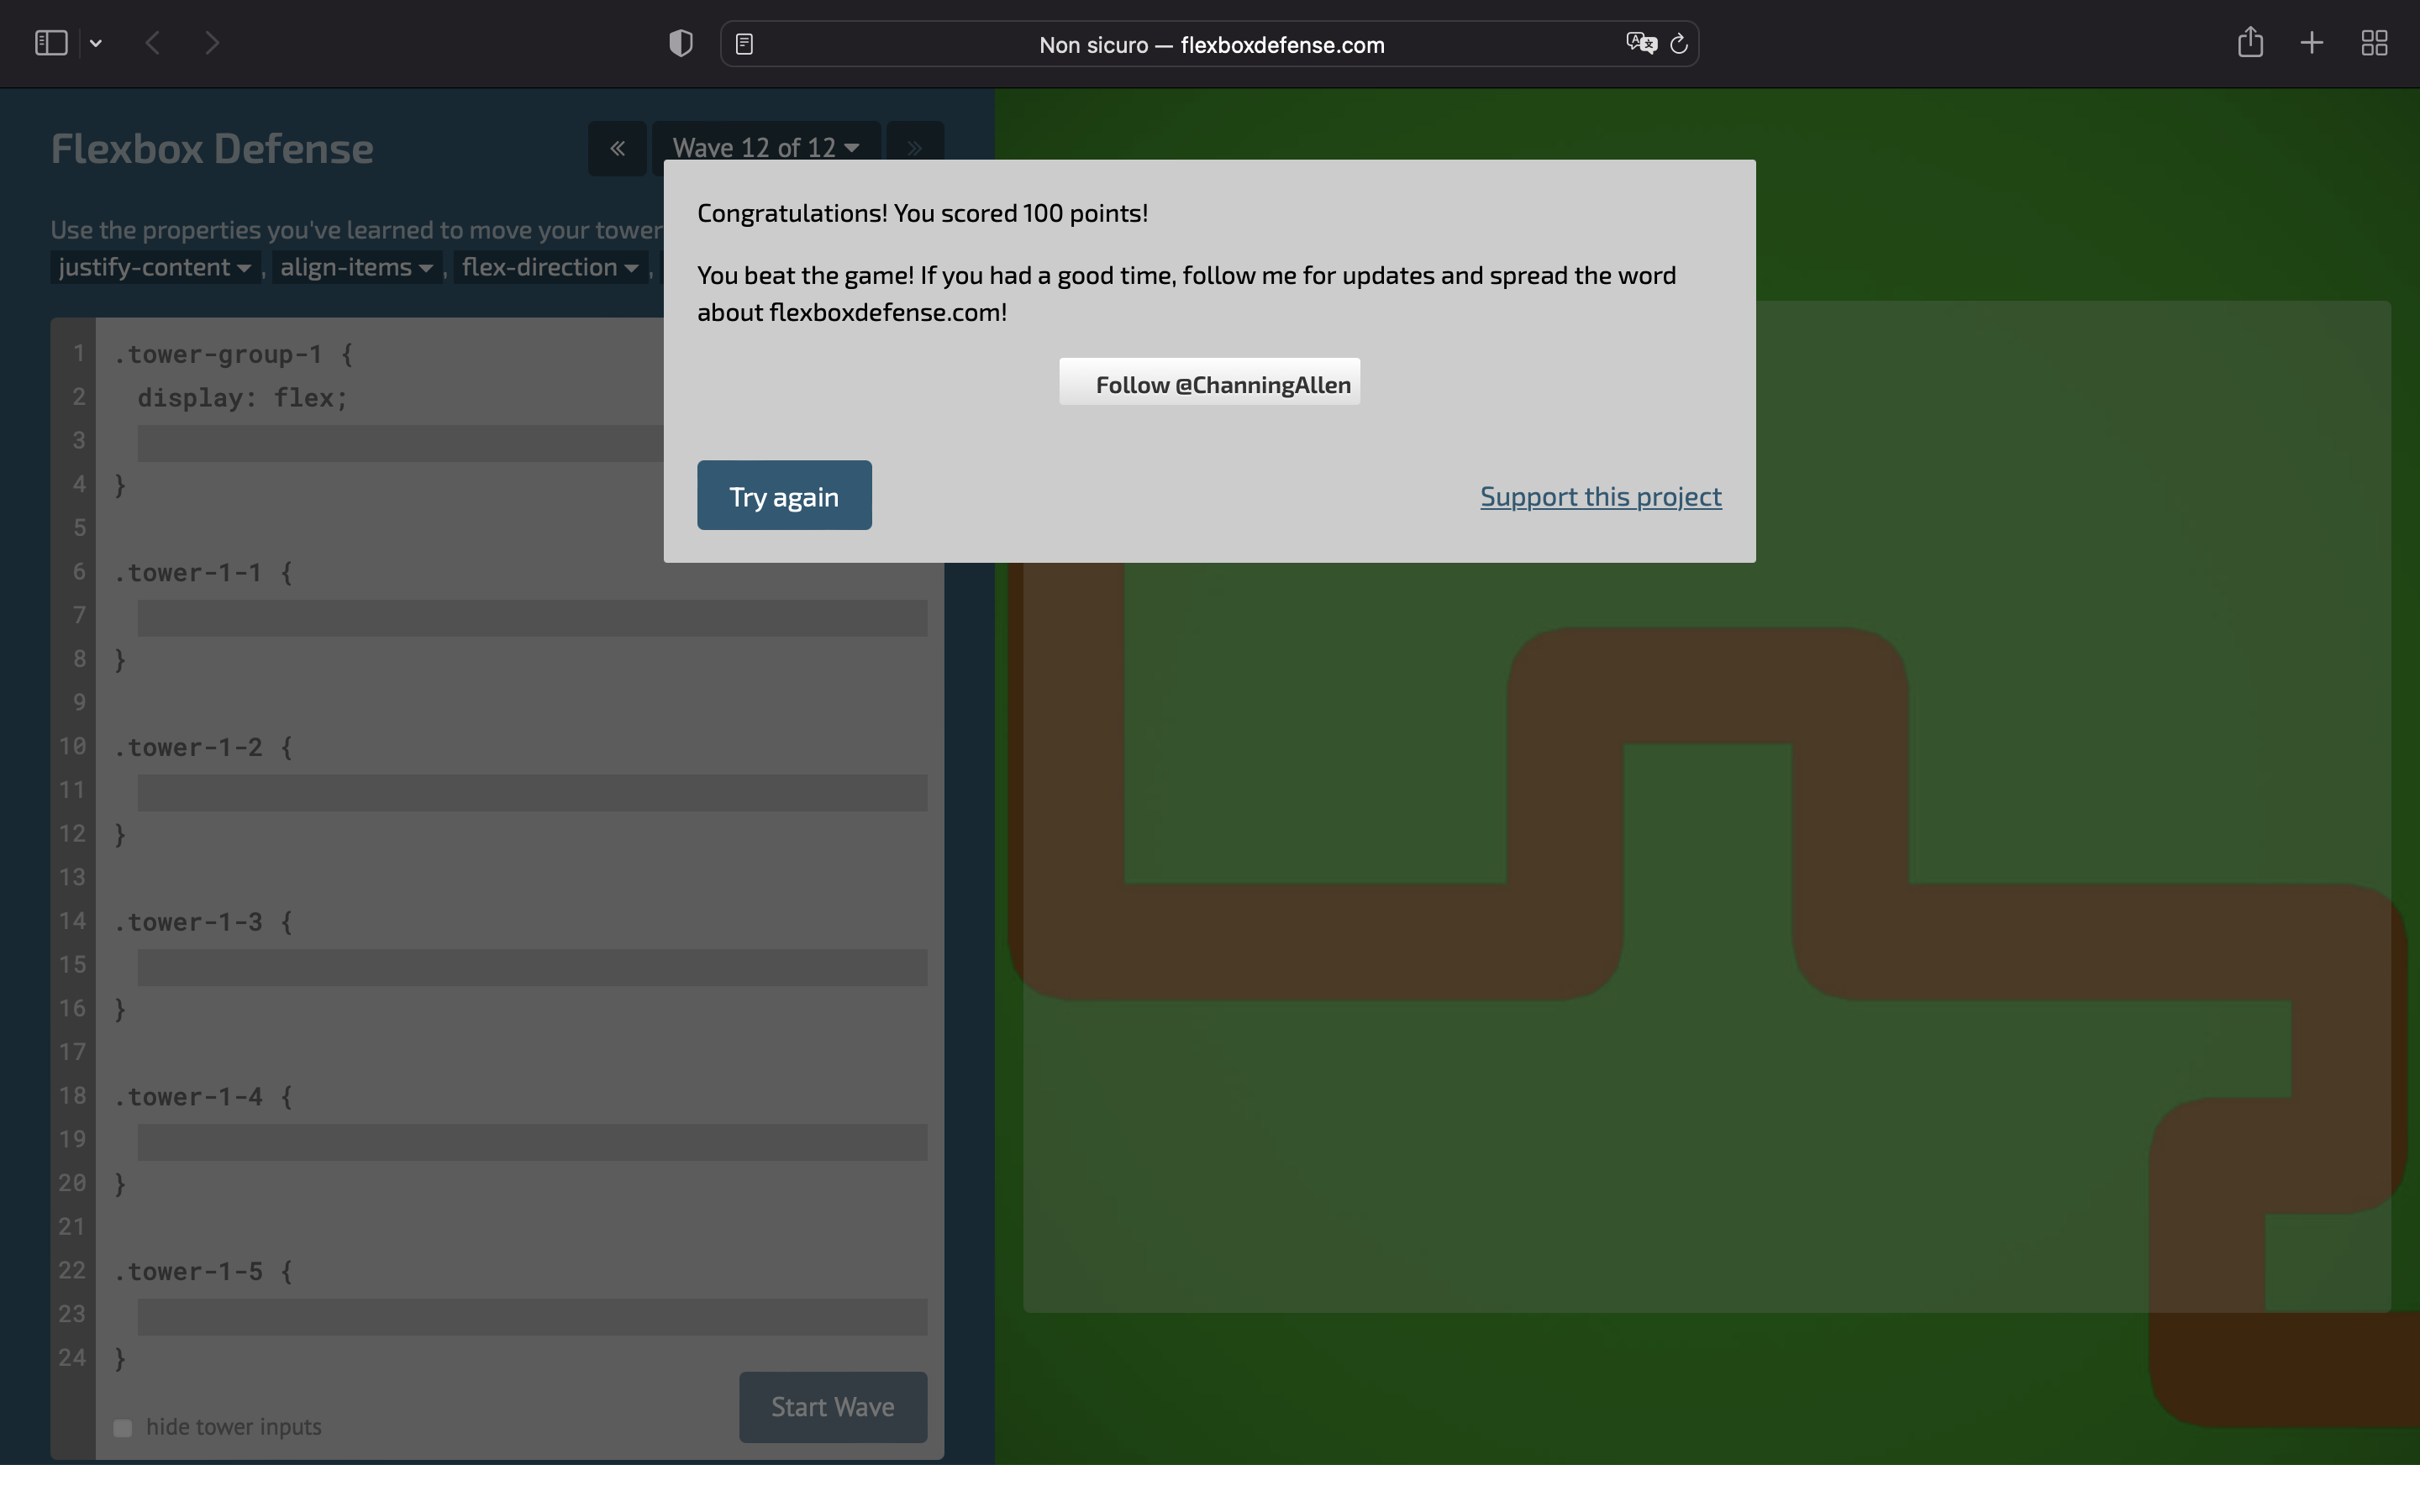 Non sicuro — flexboxdefense.com
Flexbox Defense
« Wave 12 of 12 »
Use the properties you've learned to move your tower
justify-content , align-items , flex-direction ,
Congratulations! You scored 100 points!
You beat the game! If you had a good time, follow me for updates and spread the word
about flexboxdefense.com!
Follow @ChanningAllen
Try again
Support this project
1 .tower-group-1 {
2 display: flex;
3
4 }
5
6 .tower-1-1 {
7
8 }
9
10 .tower-1-2 {
11
12 }
13
14 .tower-1-3 {
15
16 }
17
18 .tower-1-4 {
19
20 }
21
22 .tower-1-5 {
23
24 }
hide tower inputs
Start Wave